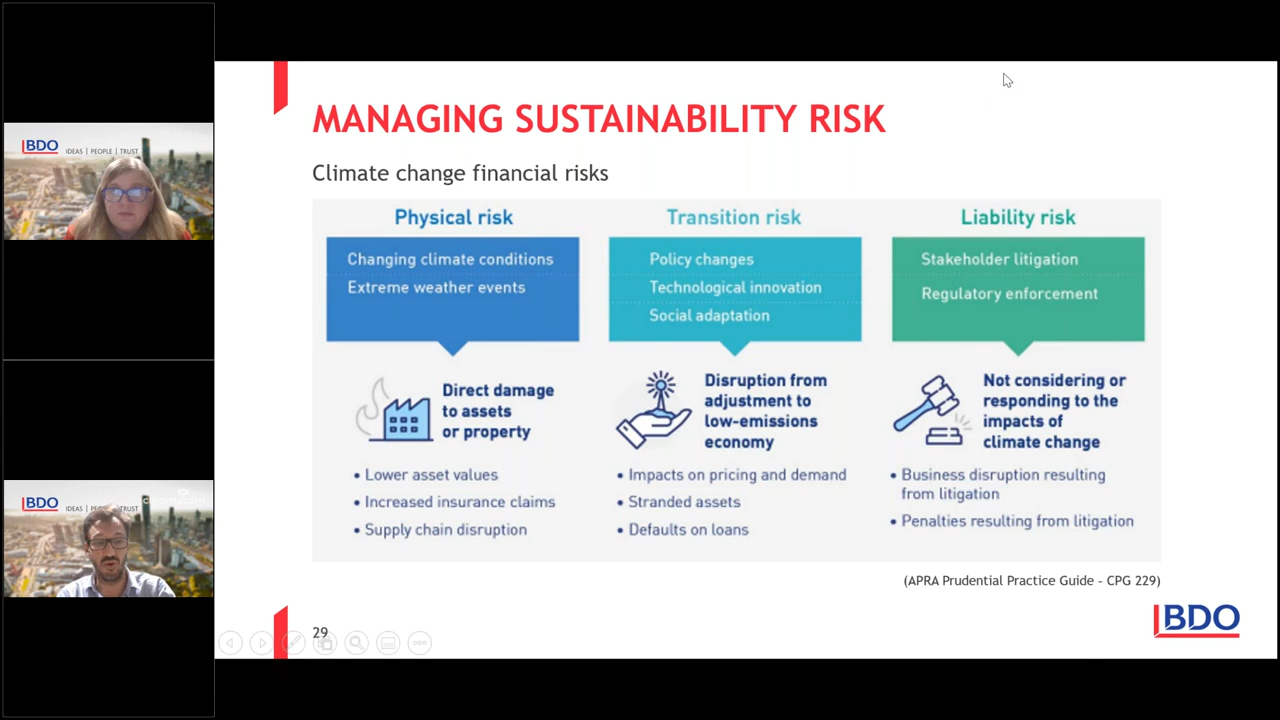 BDO IDEAS | PEOPLE | TRUST
BDO IDEAS | PEOPLE | TRUST
MANAGING SUSTAINABILITY RISK
Climate change financial risks
Physical risk
Changing climate conditions
Extreme weather events
Direct damage
to assets
or property
• Lower asset values
• Increased insurance claims
• Supply chain disruption
Transition risk
Policy changes
Technological innovation
Social adaptation
Disruption from
adjustment to
low-emissions
economy
• Impacts on pricing and demand
• Stranded assets
• Defaults on loans
Liability risk
Stakeholder litigation
Regulatory enforcement
Not considering or
responding to the
impacts of
climate change
• Business disruption resulting
from litigation
• Penalties resulting from litigation
(APRA Prudential Practice Guide - CPG 229)
29
BDO